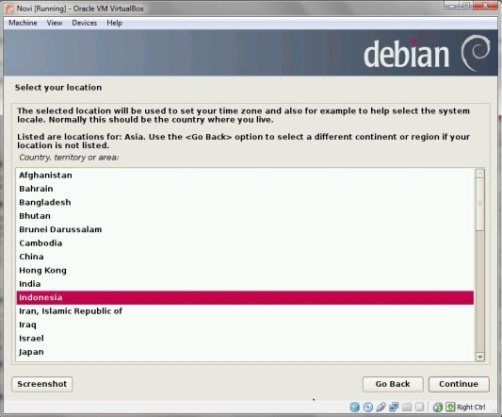 Novi [Running] - Oracle VM VirtualBox
Machine View Devices Help
debian
Select your location
The selected location will be used to set your time zone and also for example to help select the system
locale. Normally this should be the country where you live.
Listed are locations for: Asia. Use the <Go Back> option to select a different continent or region if your
location is not listed.
Country, territory or area:
Afghanistan
Bahrain
Bangladesh
Bhutan
Brunei Darussalam
Cambodia
China
Hong Kong
India
Indonesia
Iran, Islamic Republic of
Iraq
Israel
Japan
Screenshot
Go Back
Continue
Right Ctrl